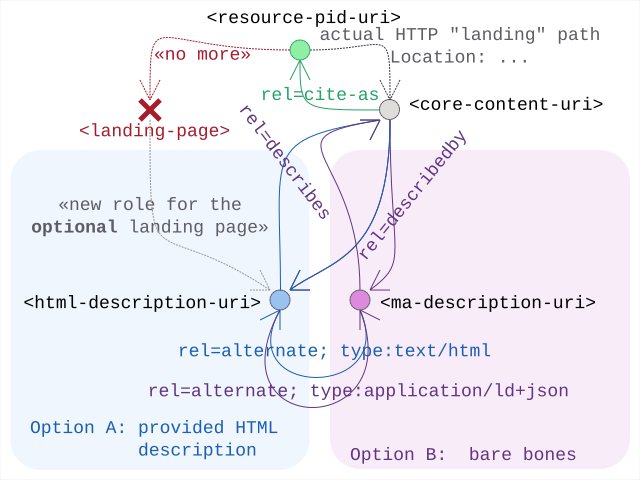 <resource-pid-uri>
actual HTTP "landing" path
Location: ...
«no more»
rel=cite-as
<core-content-uri>
<landing-page>
rel=describes
rel=describedby
«new role for the
optional landing page»
<html-description-uri>
<ma-description-uri>
rel=alternate; type:text/html
rel=alternate; type:application/ld+json
Option A: provided HTML
description
Option B:  bare bones